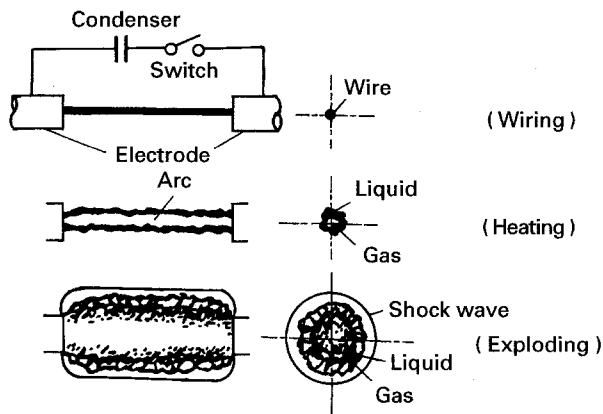 Condenser
Switch
Wire
(Wiring)
Electrode
Arc
Liquid
(Heating)
Gas
Shock wave
(Exploding)
Liquid
Gas